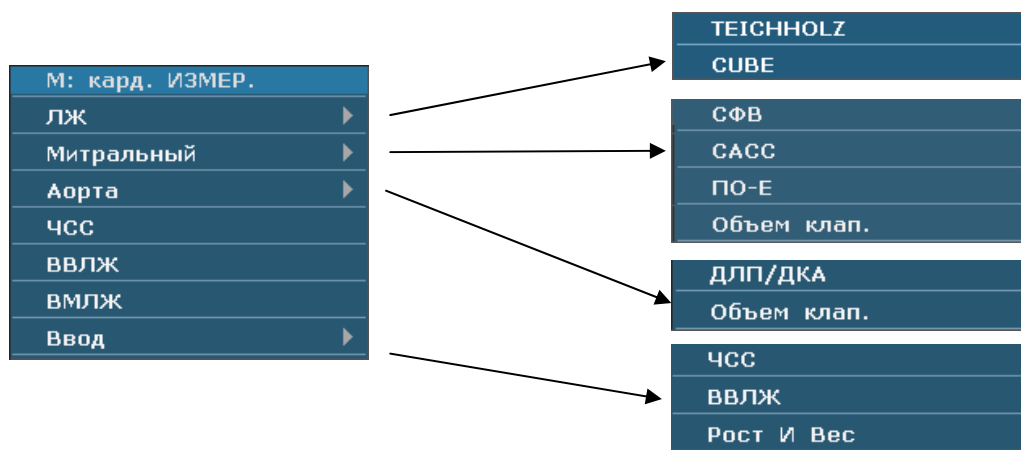 М: кард. ИЗМЕР.
ЛЖ
Митральный
Аорта
ЧСС
ВВЛЖ
ВМЛЖ
Ввод
TEICHHOLZ
CUBE
СФВ
САСС
ПО-Е
Объем клап.
ДЛП/ДКА
Объем клап.
ЧСС
ВВЛЖ
Рост И Вес